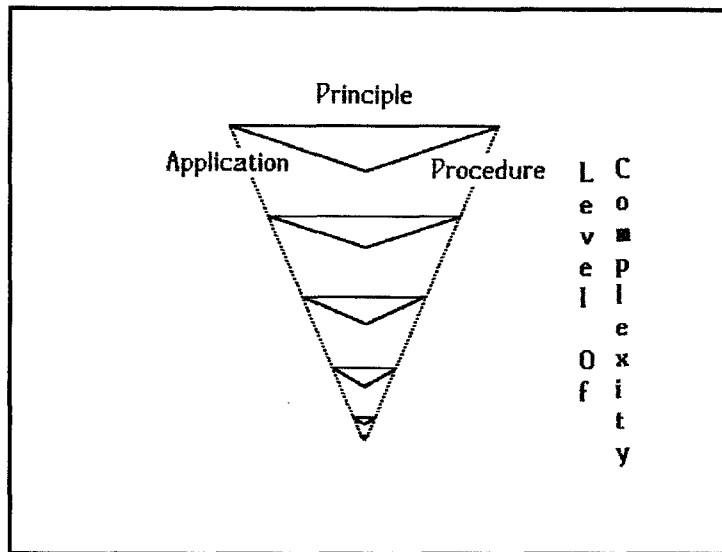 Principle
Application
Procedure
Level Of
Complexity